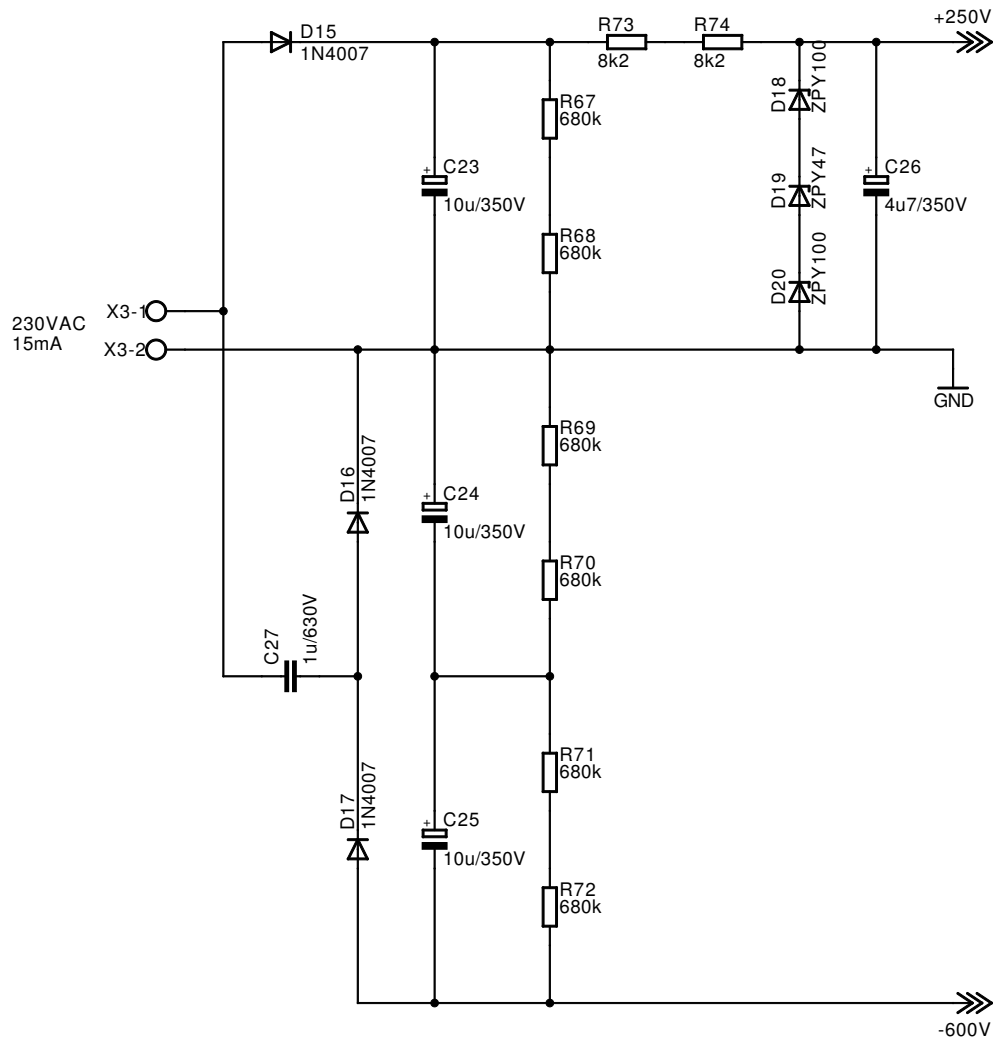 +250V
D15
1N4007
R73
8k2
R74
8k2
D18
ZPY100
R67
680k
C23
10u/350V
+
D19
ZPY47
C26
4u7/350V
+
R68
680k
D20
ZPY100
230VAC
15mA
X3-1
X3-2
GND
R69
680k
D16
1N4007
C24
10u/350V
+
R70
680k
C27
1u/630V
R71
680k
D17
1N4007
C25
10u/350V
+
R72
680k
-600V